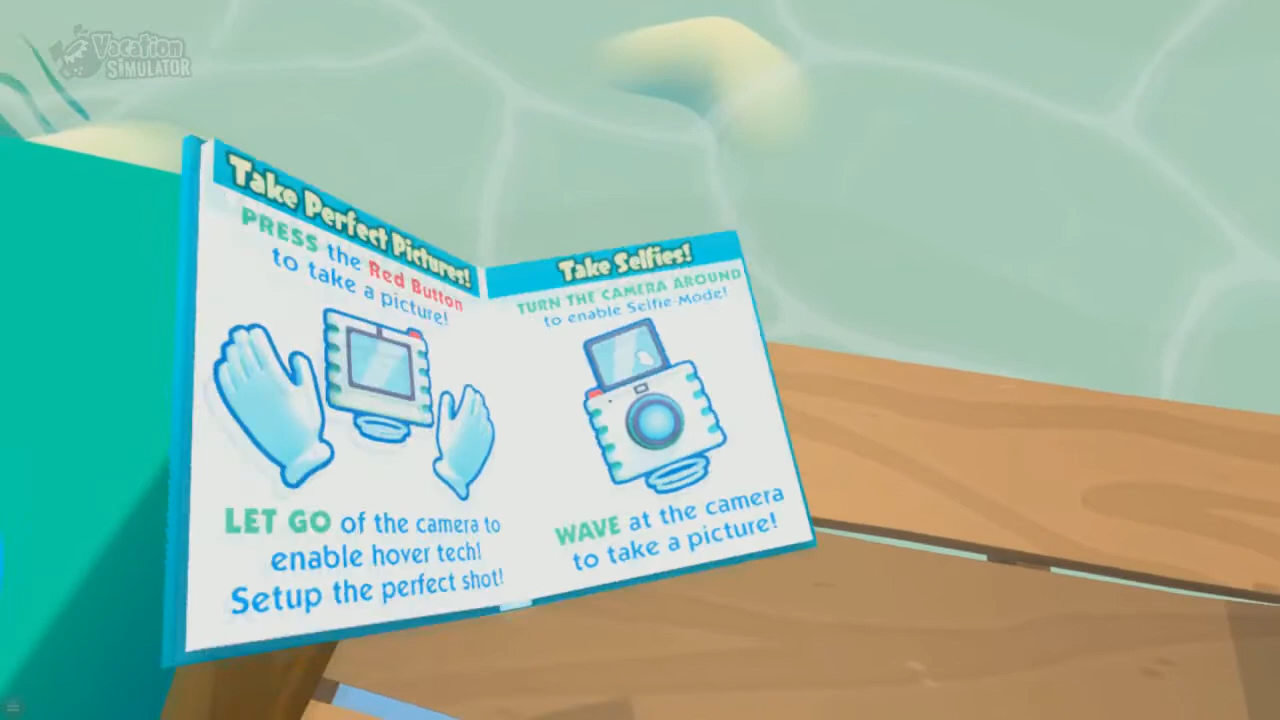 Vacation
SIMULATOR
Take Perfect Pictures!
PRESS the Red Button
to take a picture!
LET GO of the camera to
enable hover tech!
Setup the perfect shot!
Take Selfies!
TURN THE CAMERA AROUND
to enable Selfie-Mode!
WAVE at the camera
to take a picture!